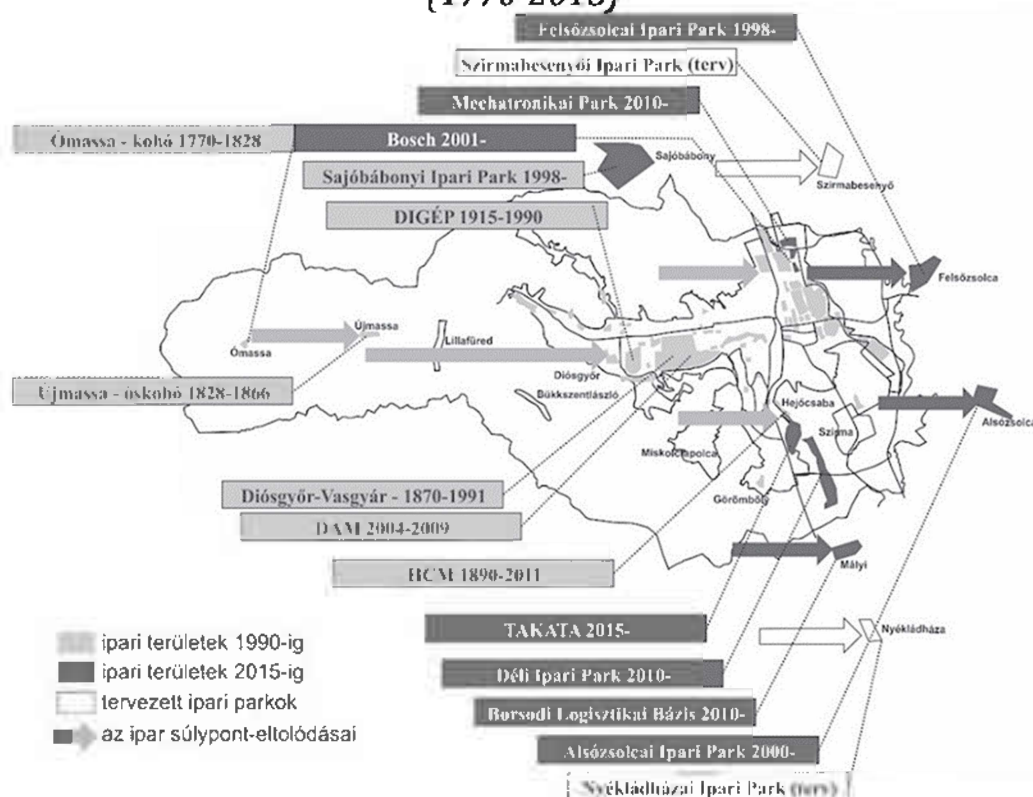 (1770-2015)
Felsőzsolcai Ipari Park 1998-
Szirmabesenyői Ipari Park (terv)
Mechatronikai Park 2010-
Ómassa - kohó 1770-1828
Bosch 2001-
Sajóbábonyi Ipari Park 1998-
DIGÉP 1915-1990
Sajóbábony
Szirmabesenyő
Felsőzsolca
Ómassa
Újmassa
Lillafüred
Diósgyőr
Bükkszentlászló
Újmassa - őskohó 1828-1866
Hejőcsaba
Szirma
Alsózsolca
Miskolctapolca
Görömböly
Diósgyőr-Vasgyár - 1870-1991
DAM 2004-2009
HCM 1890-2011
Mályi
TAKATA 2015-
Nyékládháza
Déli Ipari Park 2010-
Borsodi Logisztikai Bázis 2010-
Alsózsolcai Ipari Park 2000-
Nyékládházai Ipari Park (terv)
ipari területek 1990-ig
ipari területek 2015-ig
tervezett ipari parkok
az ipar súlypont-eltolódásai